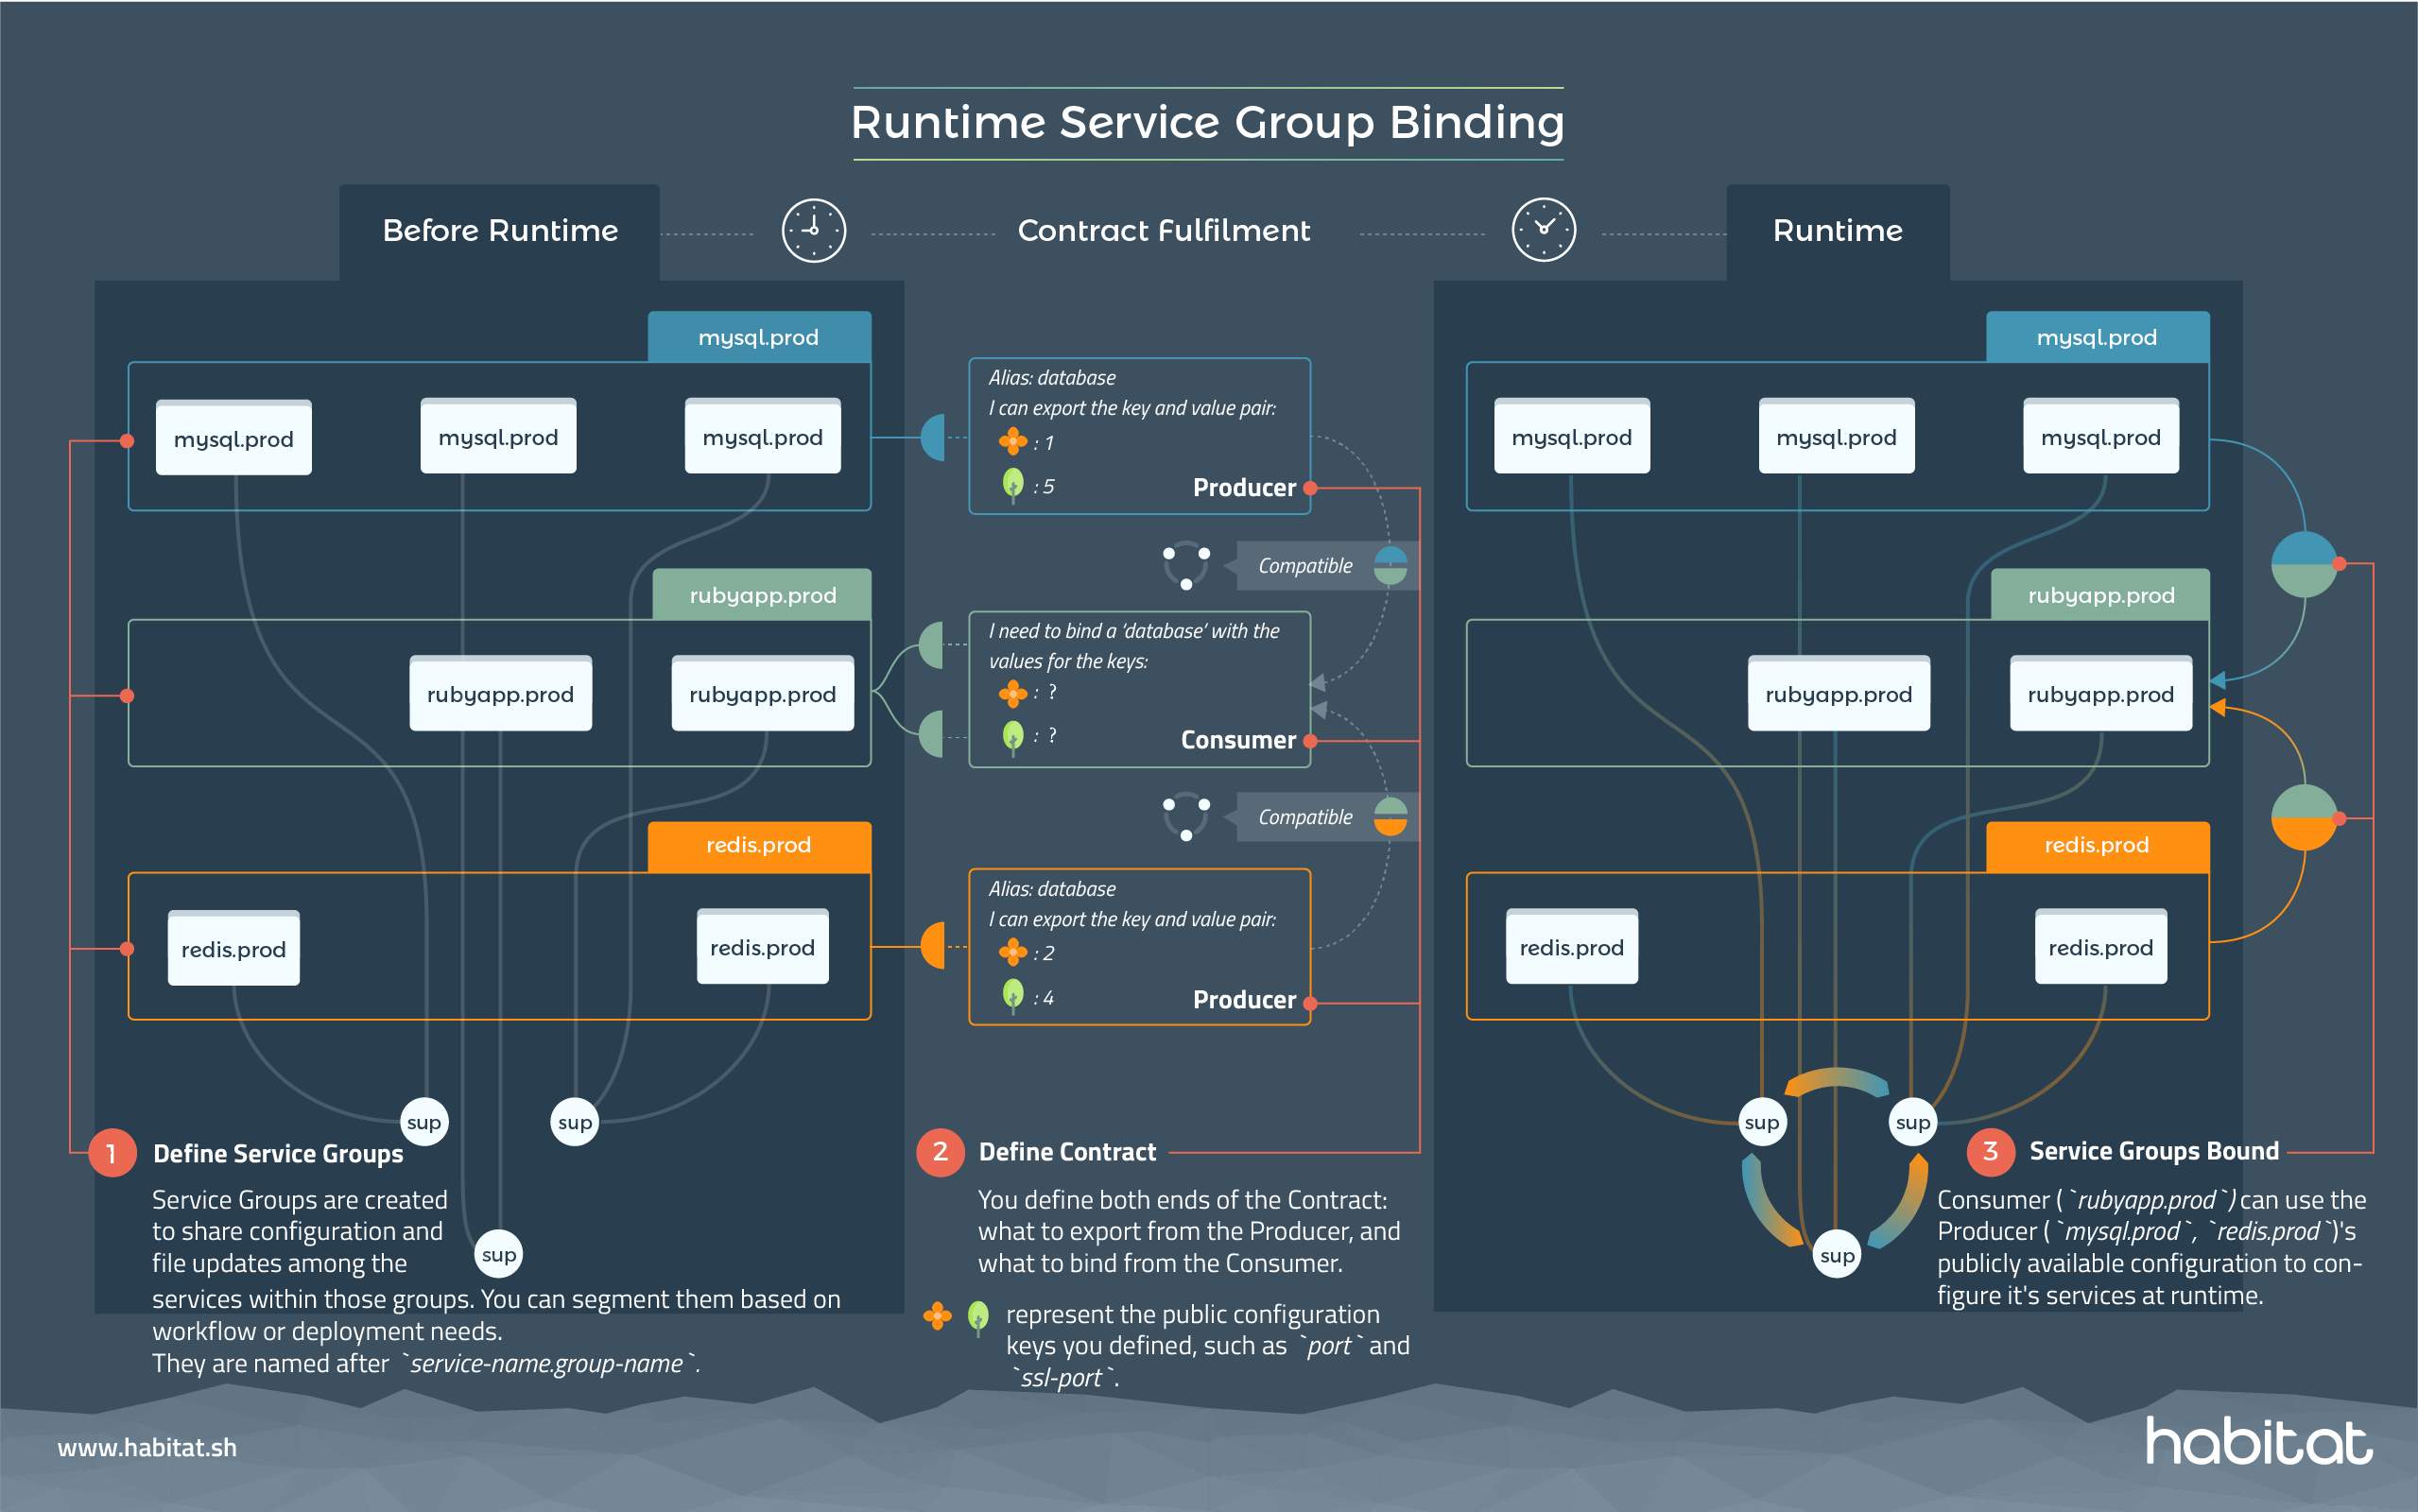 Runtime Service Group Binding
Before Runtime
Contract Fulfilment
Runtime
mysql.prod
mysql.prod
mysql.prod
mysql.prod
rubyapp.prod
rubyapp.prod
rubyapp.prod
redis.prod
redis.prod
redis.prod
sup
sup
sup
Alias: database
I can export the key and value pair:
: 1
: 5
Producer
Compatible
I need to bind a ‘database’ with the
values for the keys:
: ?
: ?
Consumer
Compatible
Alias: database
I can export the key and value pair:
: 2
: 4
Producer
mysql.prod
mysql.prod
mysql.prod
mysql.prod
rubyapp.prod
rubyapp.prod
rubyapp.prod
redis.prod
redis.prod
redis.prod
sup
sup
sup
1 Define Service Groups
Service Groups are created
to share configuration and
file updates among the
services within those groups. You can segment them based on
workflow or deployment needs.
They are named after `service-name.group-name`.
2 Define Contract
You define both ends of the Contract:
what to export from the Producer, and
what to bind from the Consumer.
represent the public configuration
keys you defined, such as `port` and
`ssl-port`.
3 Service Groups Bound
Consumer (`rubyapp.prod`) can use the
Producer (`mysql.prod`, `redis.prod`)'s
publicly available configuration to con-
figure it's services at runtime.
www.habitat.sh
habitat